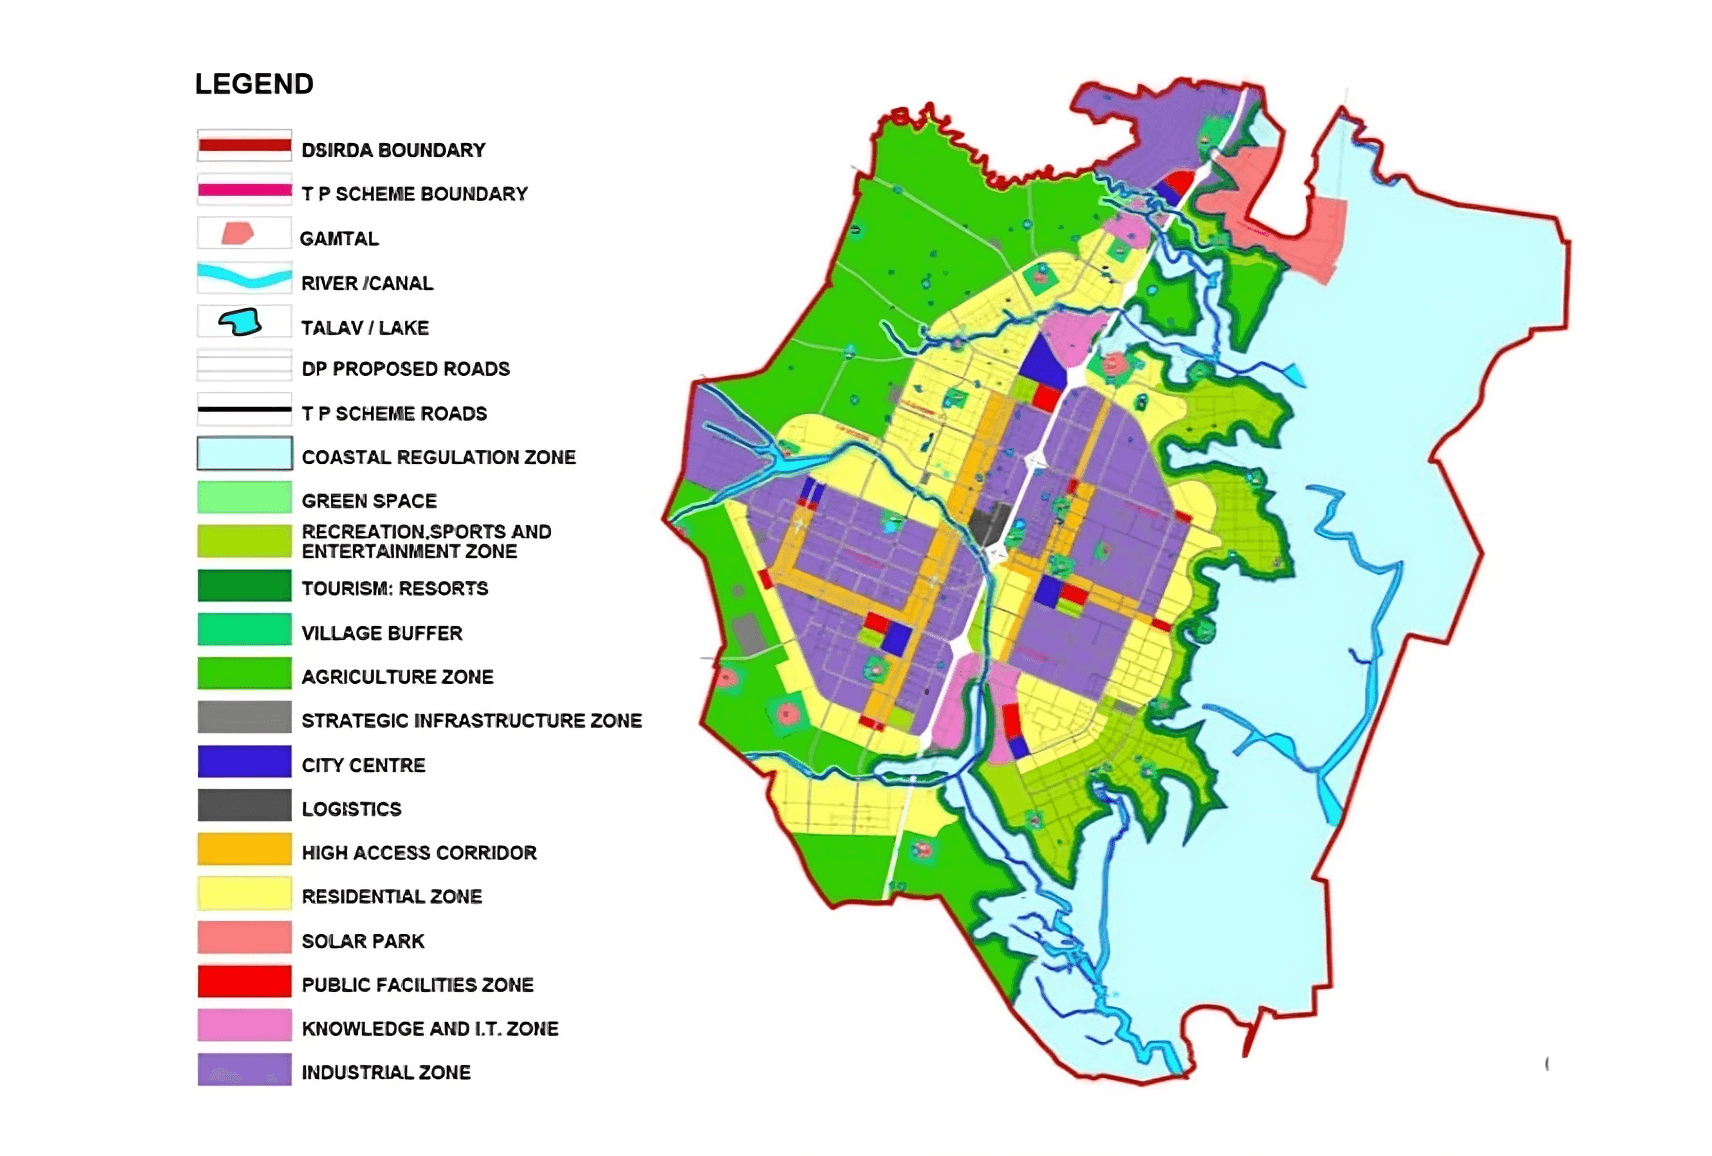 LEGEND
DSIRDA BOUNDARY
T P SCHEME BOUNDARY
GAMTAL
RIVER /CANAL
TALAV / LAKE
DP PROPOSED ROADS
T P SCHEME ROADS
COASTAL REGULATION ZONE
GREEN SPACE
RECREATION,SPORTS AND
ENTERTAINMENT ZONE
TOURISM: RESORTS
VILLAGE BUFFER
AGRICULTURE ZONE
STRATEGIC INFRASTRUCTURE ZONE
CITY CENTRE
LOGISTICS
HIGH ACCESS CORRIDOR
RESIDENTIAL ZONE
SOLAR PARK
PUBLIC FACILITIES ZONE
KNOWLEDGE AND I.T. ZONE
INDUSTRIAL ZONE
(